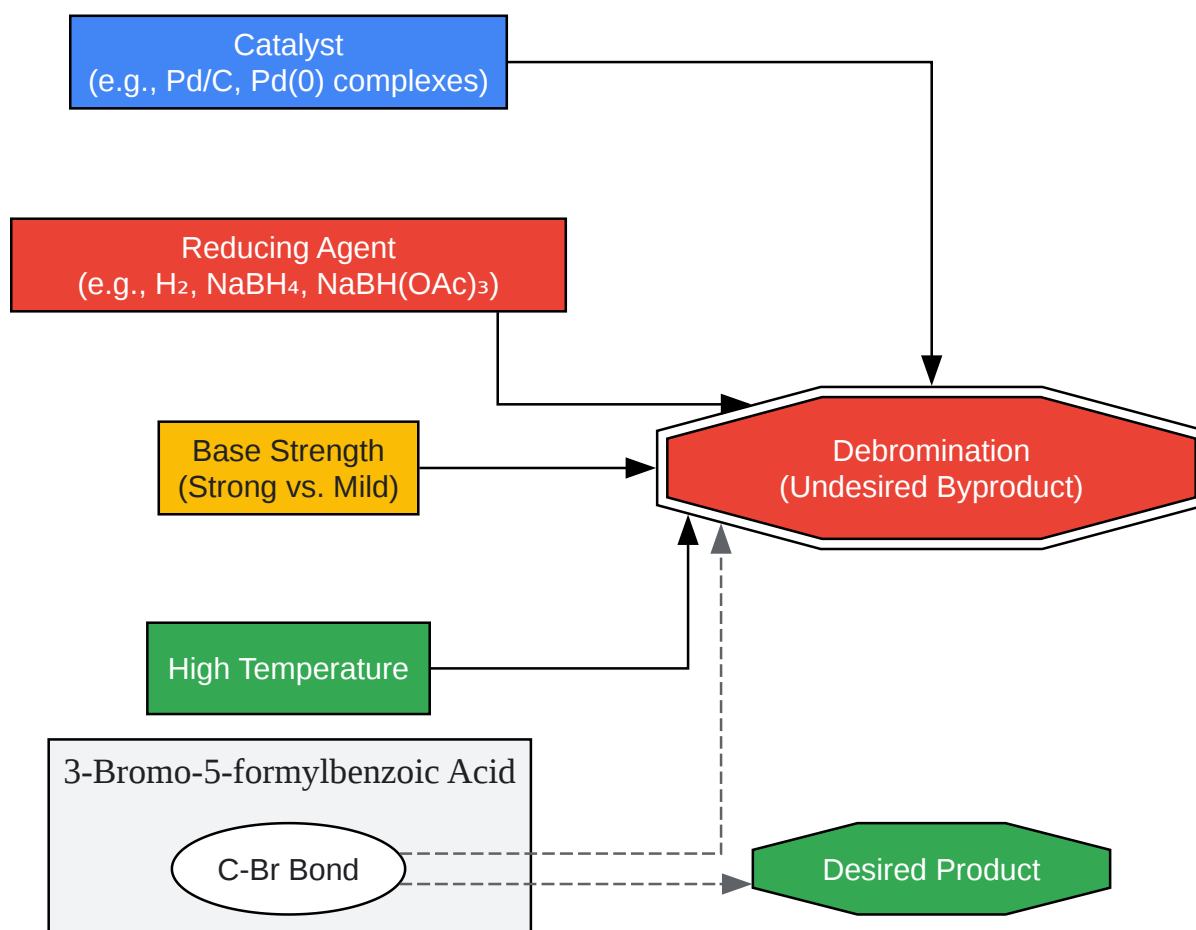 Catalyst
(e.g., Pd/C, Pd(0) complexes)
Reducing Agent
(e.g., H₂, NaBH₄, NaBH(OAc)₃)
Base Strength
(Strong vs. Mild)
Debromination
(Undesired Byproduct)
High Temperature
3-Bromo-5-formylbenzoic Acid
C-Br Bond
Desired Product